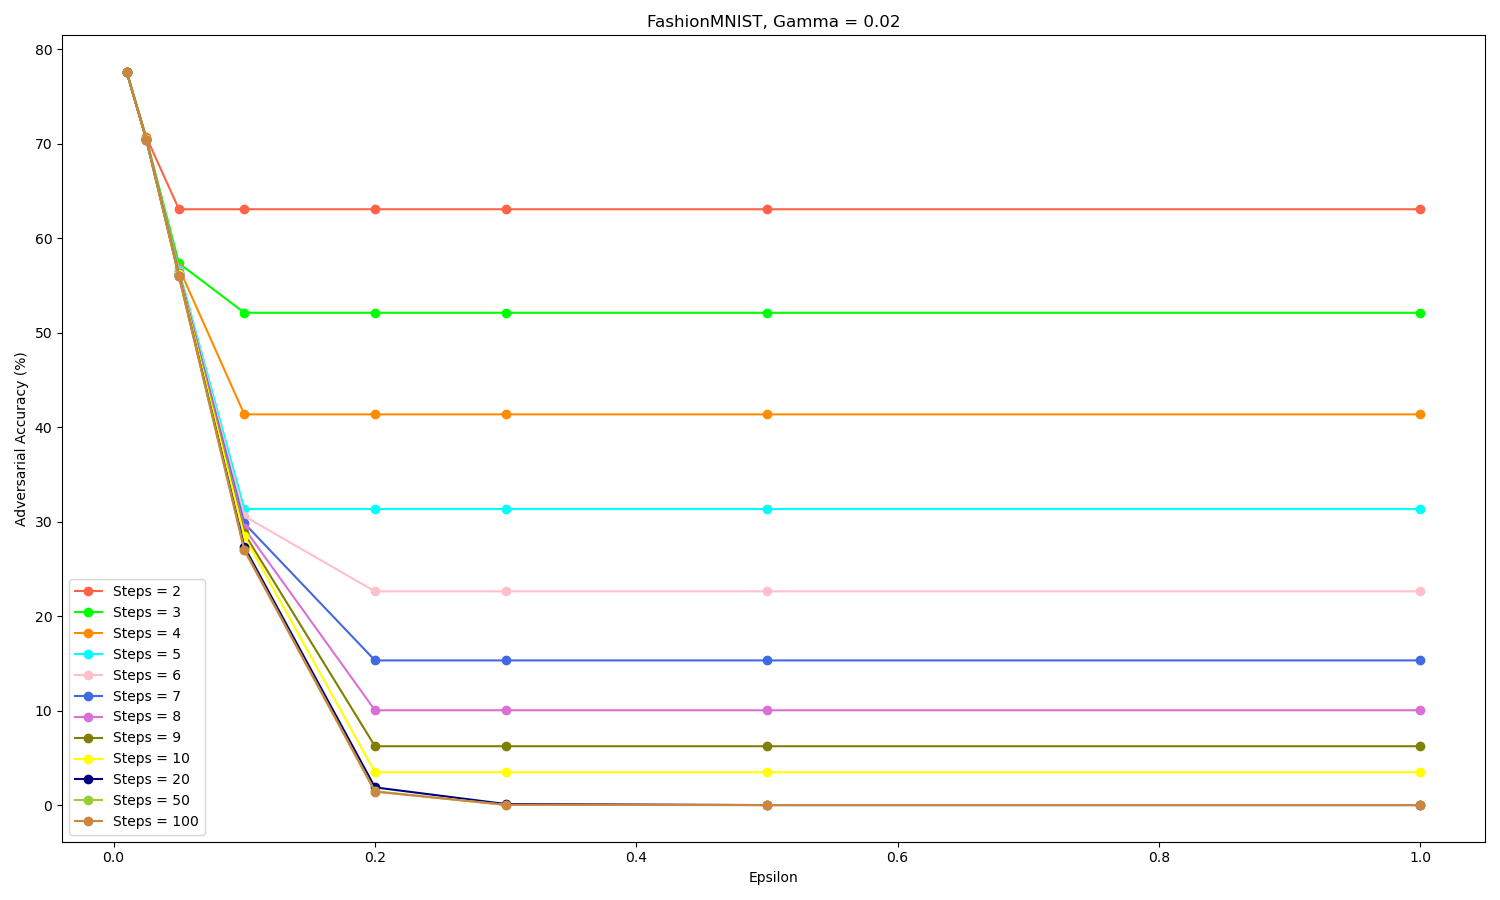 FashionMNIST, Gamma = 0.02
80
70
60
50
40
30
20
10
0
Adversarial Accuracy (%)
Steps = 2
Steps = 3
Steps = 4
Steps = 5
Steps = 6
Steps = 7
Steps = 8
Steps = 9
Steps = 10
Steps = 20
Steps = 50
Steps = 100
0.0 0.2 0.4 0.6 0.8 1.0
Epsilon